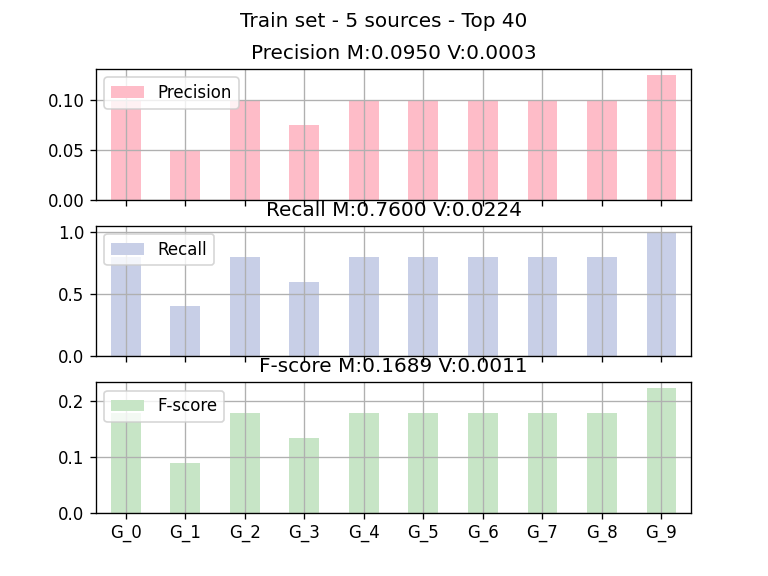 Train set - 5 sources - Top 40
Precision M:0.0950 V:0.0003
Precision
0.10
0.05
0.00
Recall M:0.7600 V:0.0224
Recall
1.0
0.5
0.0
F-score M:0.1689 V:0.0011
F-score
0.2
0.1
0.0
G_0 G_1 G_2 G_3 G_4 G_5 G_6 G_7 G_8 G_9